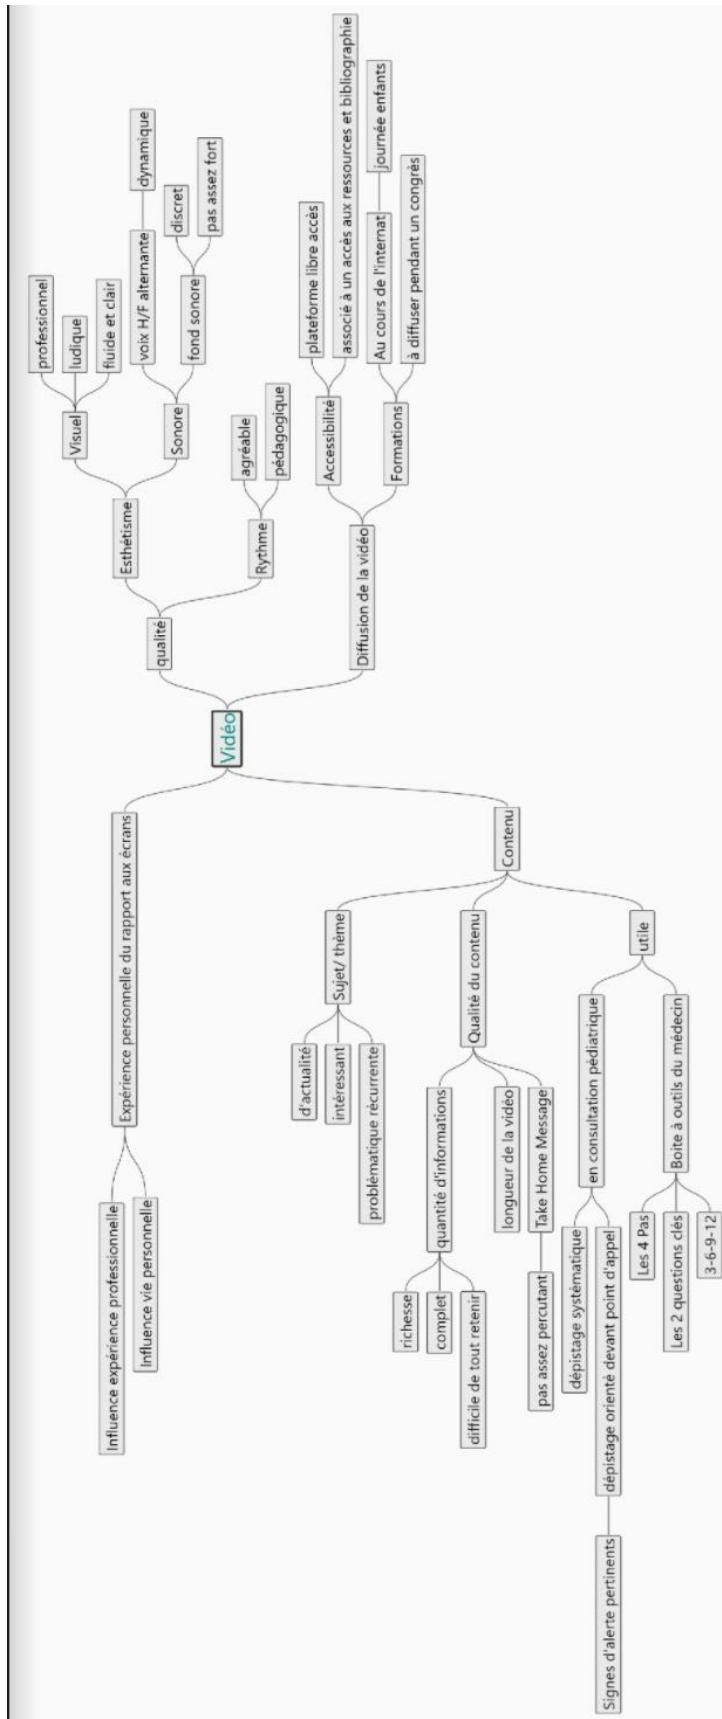 Vidéo
qualité
Esthétisme
Visuel
professionnel
ludique
fluide et clair
Sonore
voix H/F alternante
dynamique
fond sonore
discret
pas assez fort
Rythme
agréable
pédagogique
Diffusion de la vidéo
Accessibilité
plateforme libre accès
associé à un accès aux ressources et bibliographie
Formations
Au cours de l'internat
journée enfants
à diffuser pendant un congrès
Expérience personnelle du rapport aux écrans
Influence expérience professionnelle
Influence vie personnelle
Contenu
Sujet/ thème
d'actualité
intéressant
problématique récurrente
Qualité du contenu
quantité d'informations
richesse
complet
difficile de tout retenir
longueur de la vidéo
Take Home Message
pas assez percutant
utile
en consultation pédiatrique
dépistage systèmatique
dépistage orienté devant point d'appel
Signes d'alerte pertinents
Boite à outils du médecin
Les 4 Pas
Les 2 questions clés
3-6-9-12